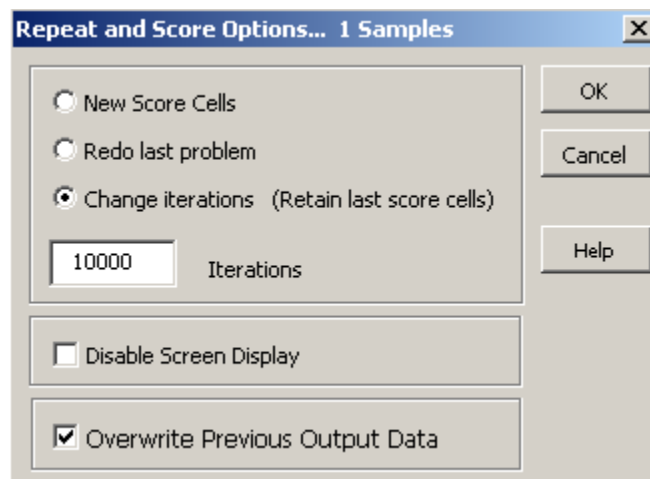 Repeat and Score Options... 1 Samples
New Score Cells
Redo last problem
Change iterations (Retain last score cells)
10000 Iterations
Disable Screen Display
Overwrite Previous Output Data
OK
Cancel
Help